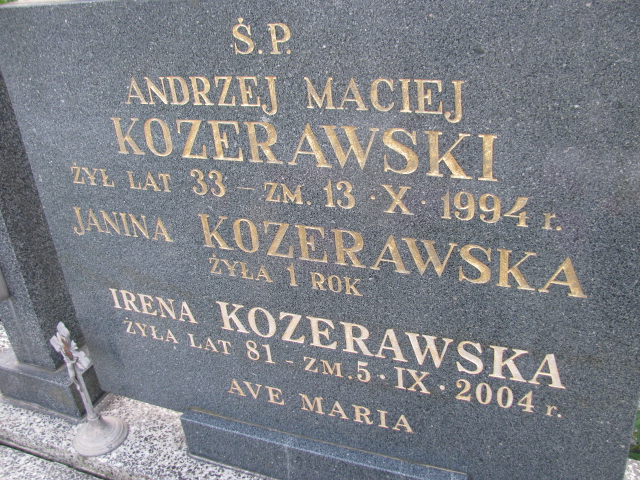 Ś.P.
ANDRZEJ MACIEJ
KOZERAWSKI
ŻYŁ LAT 33 - ZM. 13 · X · 1994 r.
JANINA KOZERAWSKA
ŻYŁA 1 ROK
IRENA KOZERAWSKA
ŻYŁA LAT 81 - ZM. 5 · IX · 2004 r.
AVE MARIA